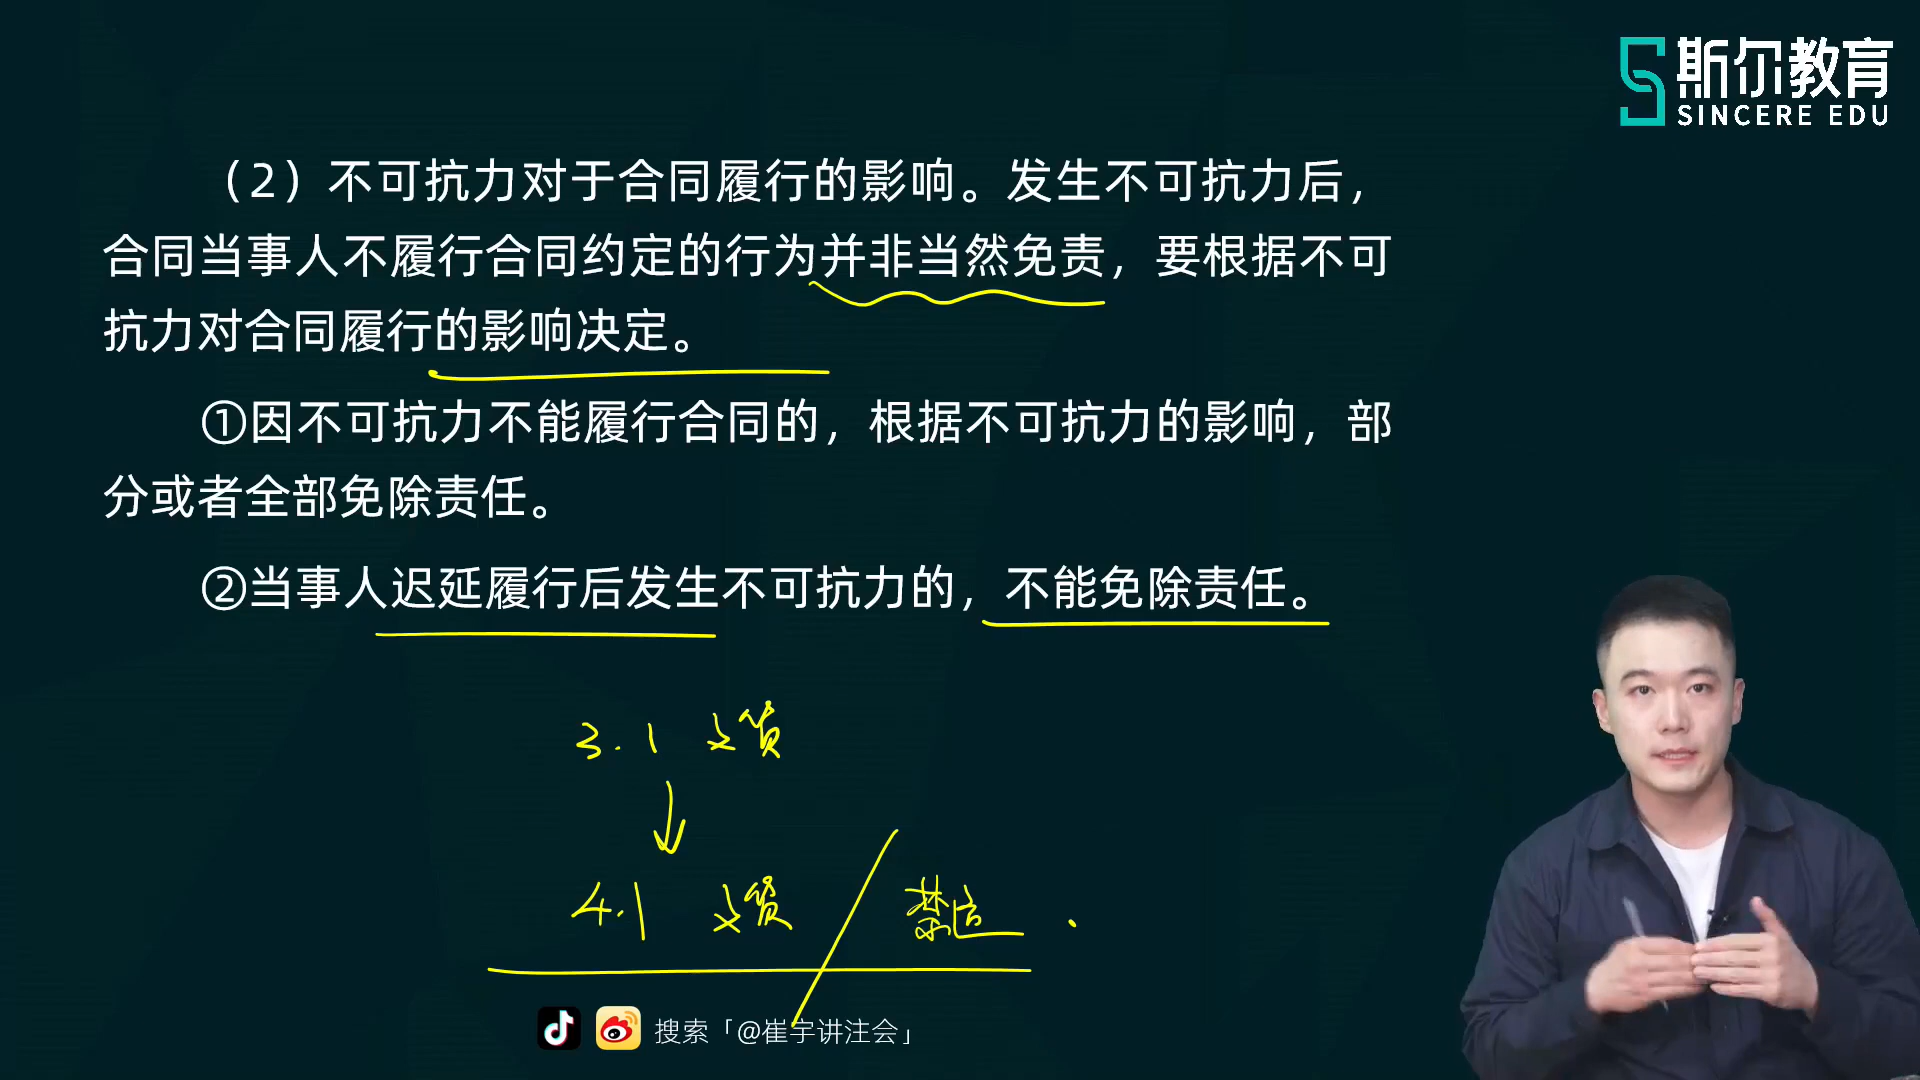 斯尔教育
SINCERE EDU
（2）不可抗力对于合同履行的影响。发生不可抗力后，
合同当事人不履行合同约定的行为并非当然免责，要根据不可
抗力对合同履行的影响决定。
①因不可抗力不能履行合同的，根据不可抗力的影响，部
分或者全部免除责任。
②当事人迟延履行后发生不可抗力的，不能免除责任。
3.1 交货
4.1 交货 禁运
搜索「@崔宇讲注会」